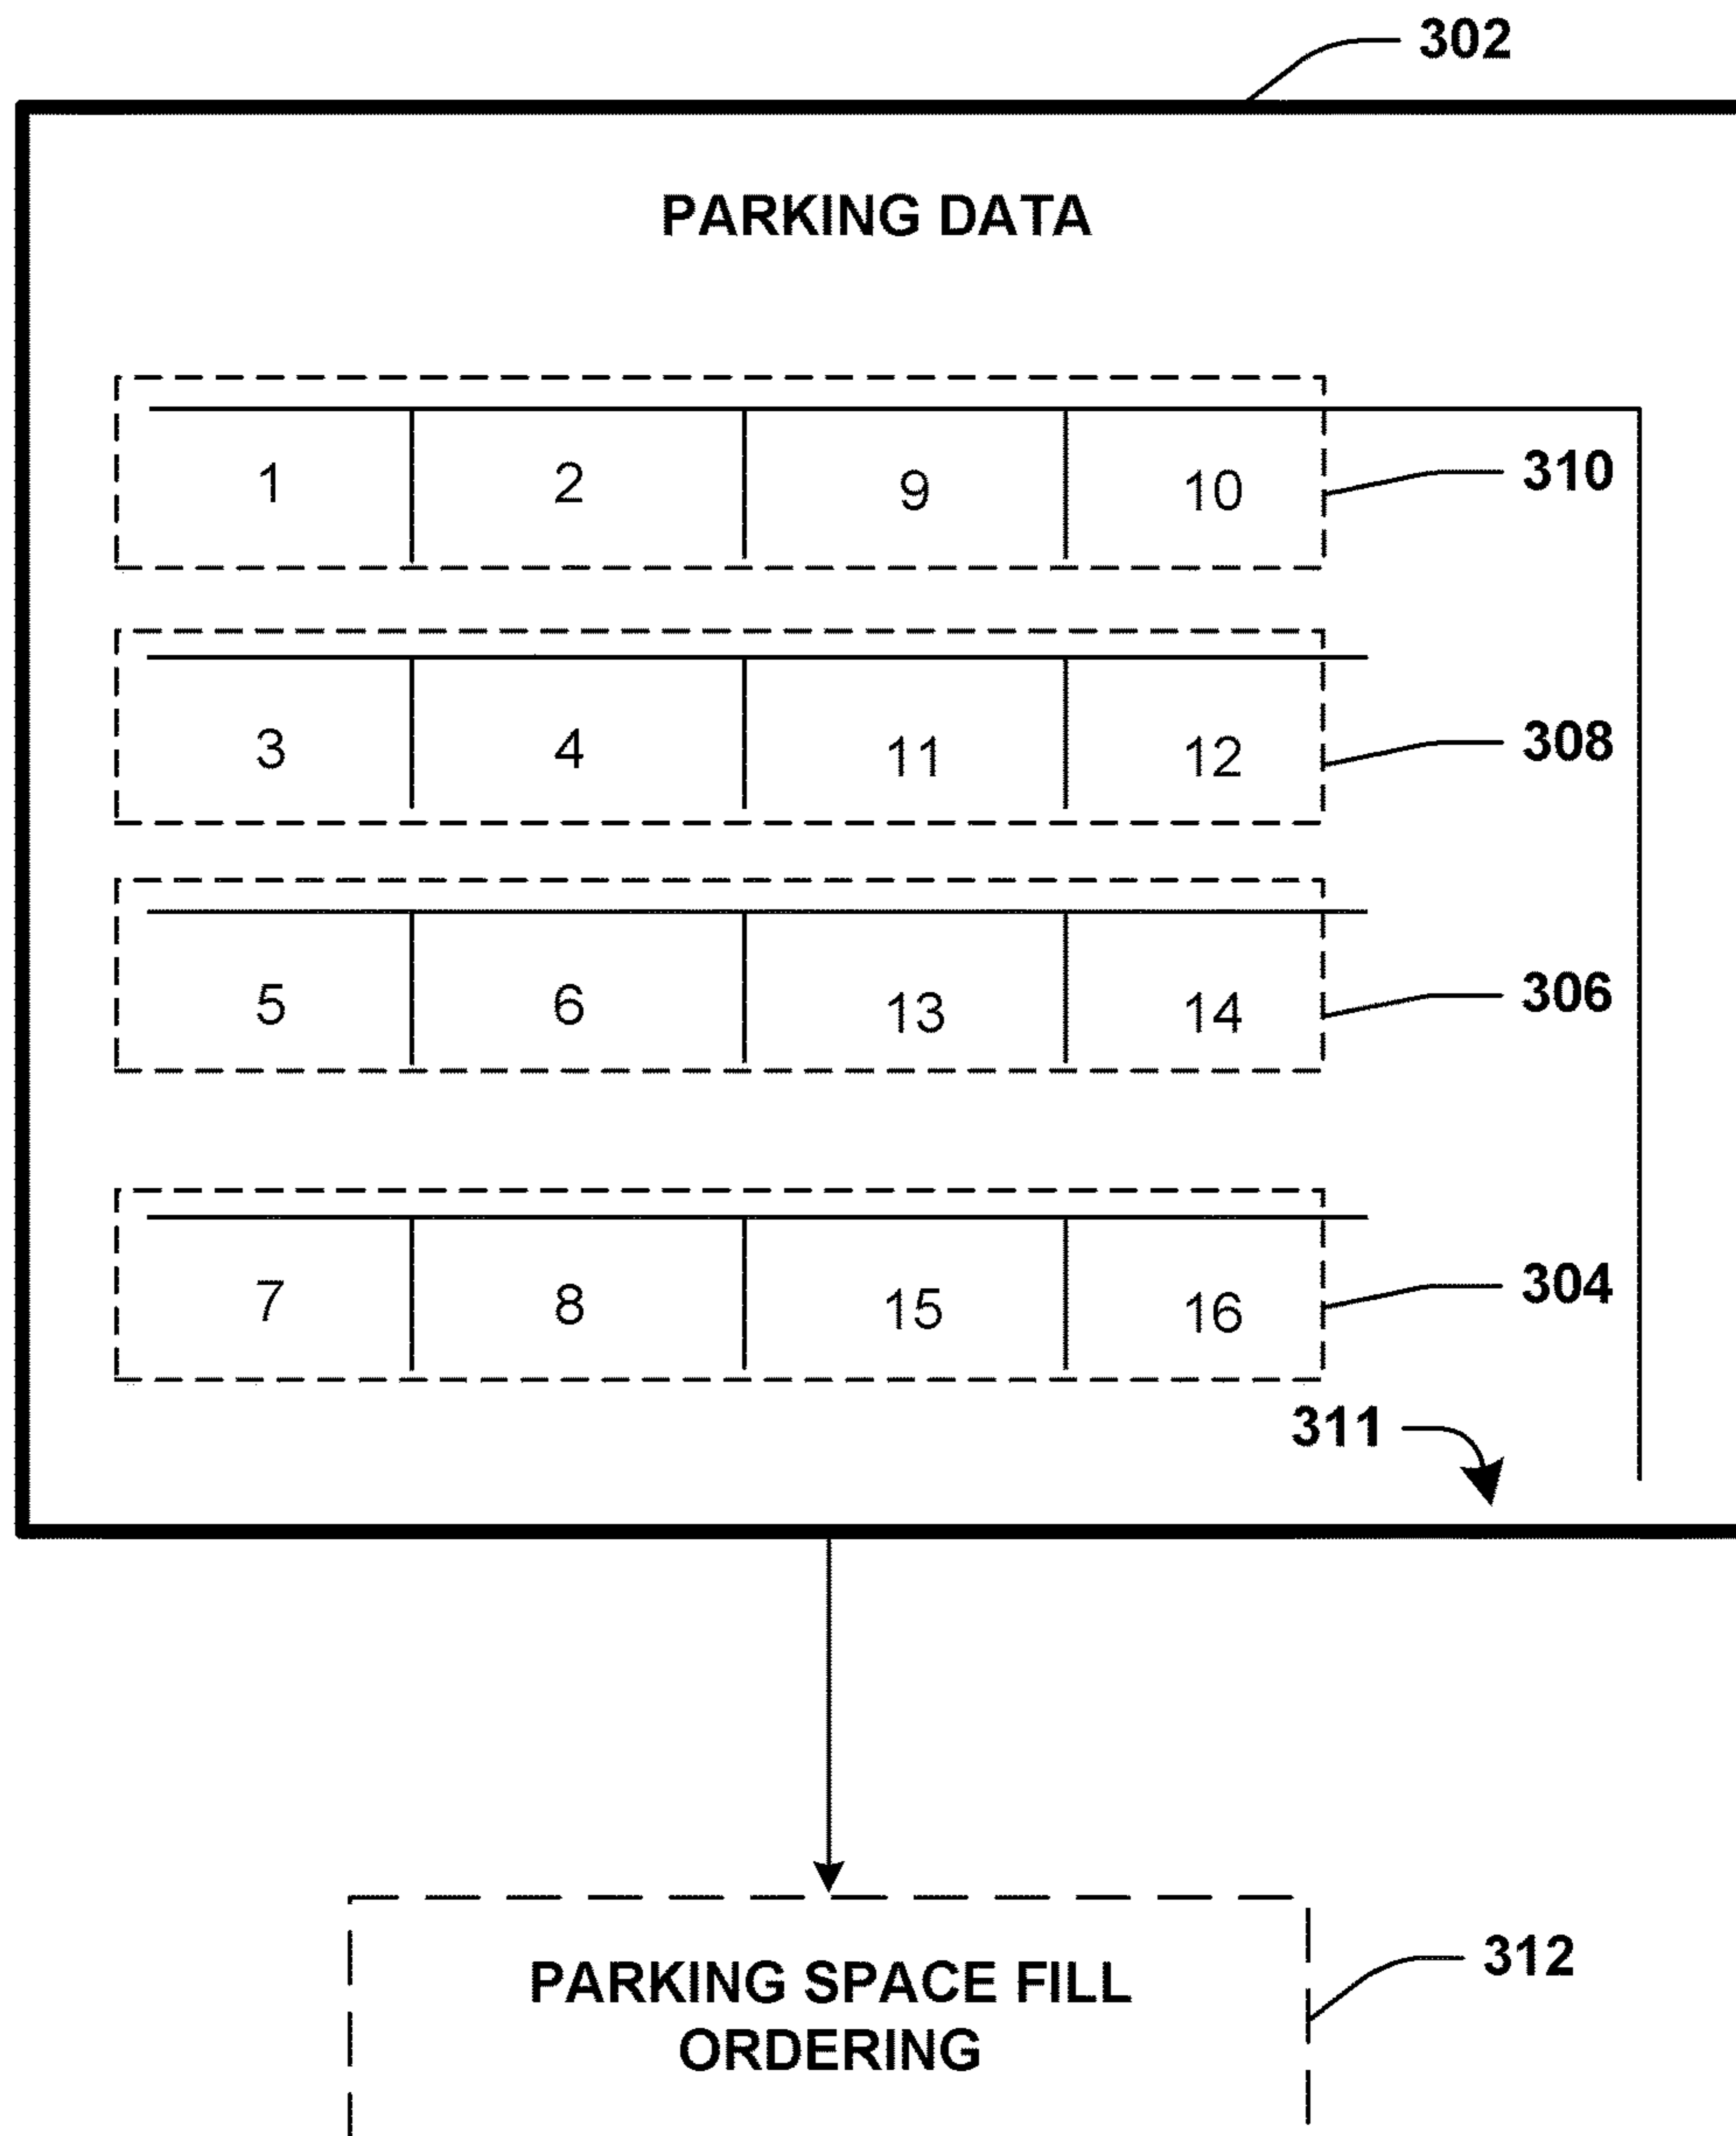 302
PARKING DATA
1 2 9 10 310
3 4 11 12 308
5 6 13 14 306
7 8 15 16 304
311
PARKING SPACE FILL 312
ORDERING